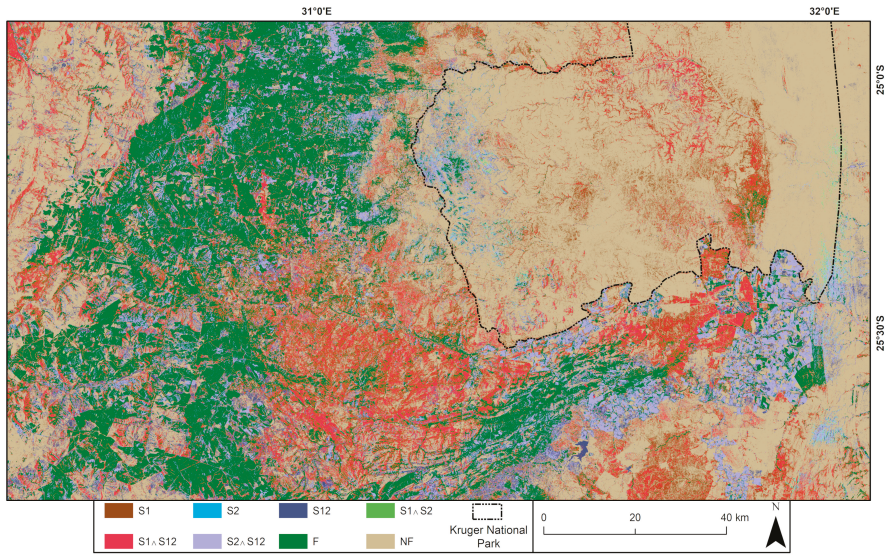 31°0'E
32°0'E
25°0'S
25°30'S
S1
S2
S12
S1∧S2
S1∧S12
S2∧S12
F
NF
Kruger National
Park
0
20
40 km
N